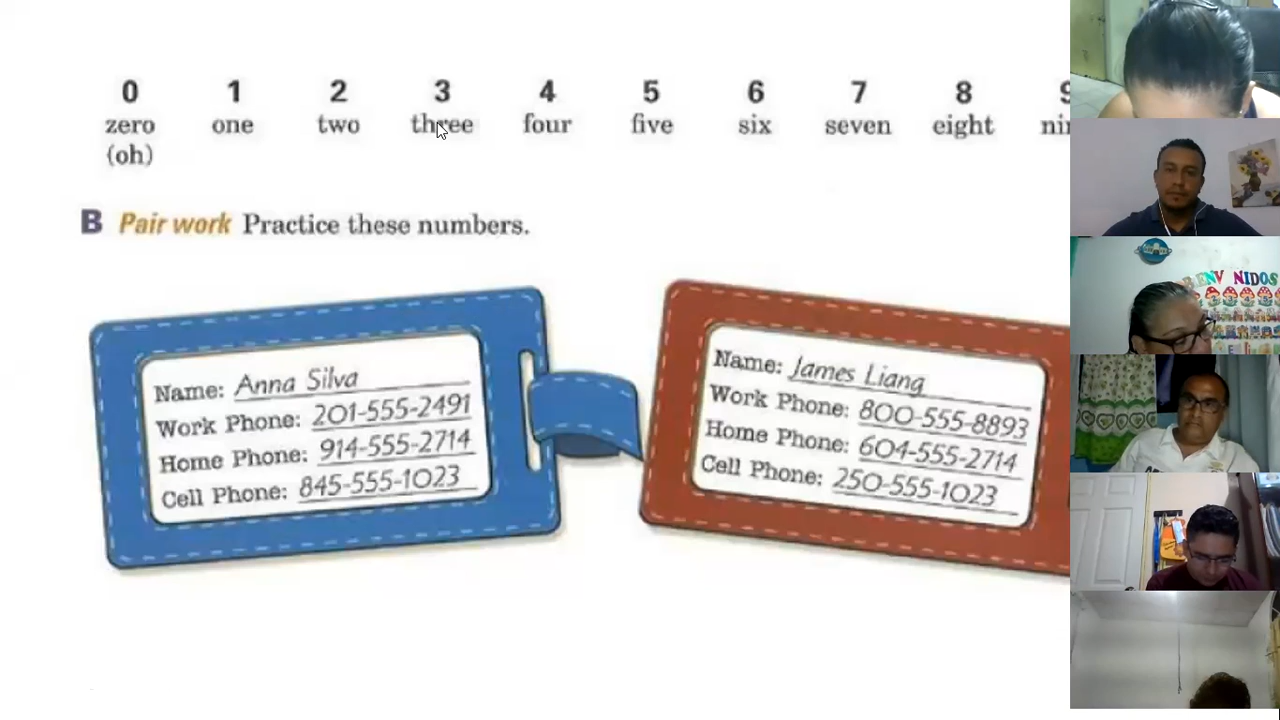 0 1 2 3 4 5 6 7 8
zero one two three four five six seven eight
(oh)
B Pair work Practice these numbers.
Name: Anna Silva
Work Phone: 201-555-2491
Home Phone: 914-555-2714
Cell Phone: 845-555-1023
Name: James Liang
Work Phone: 800-555-8893
Home Phone: 604-555-2714
Cell Phone: 250-555-1023